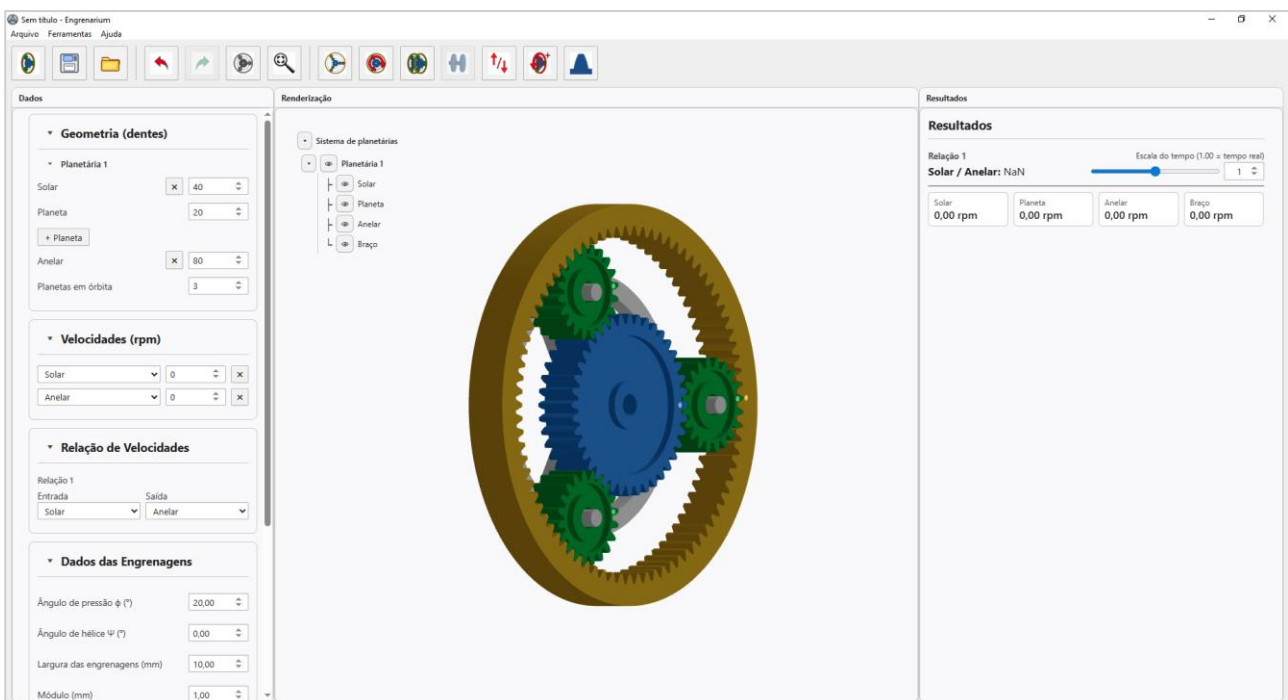 Sem título - Engrenarium
Arquivo Ferramentas Ajuda
Dados
Geometria (dentes)
Planetária 1
Solar × 40
Planeta 20
+ Planeta
Anelar × 80
Planetas em órbita 3
Velocidades (rpm)
Solar 0 ×
Anelar 0 ×
Relação de Velocidades
Relação 1
Entrada Saída
Solar Anelar
Dados das Engrenagens
Ângulo de pressão ϕ (°) 20,00
Ângulo de hélice Ψ (°) 0,00
Largura das engrenagens (mm) 10,00
Módulo (mm) 1,00
Renderização
Sistema de planetárias
Planetária 1
Solar
Planeta
Anelar
Braço
Resultados
Resultados
Relação 1 Escala do tempo (1.00 = tempo real)
Solar / Anelar: NaN 1
Solar Planeta Anelar Braço
0,00 rpm 0,00 rpm 0,00 rpm 0,00 rpm